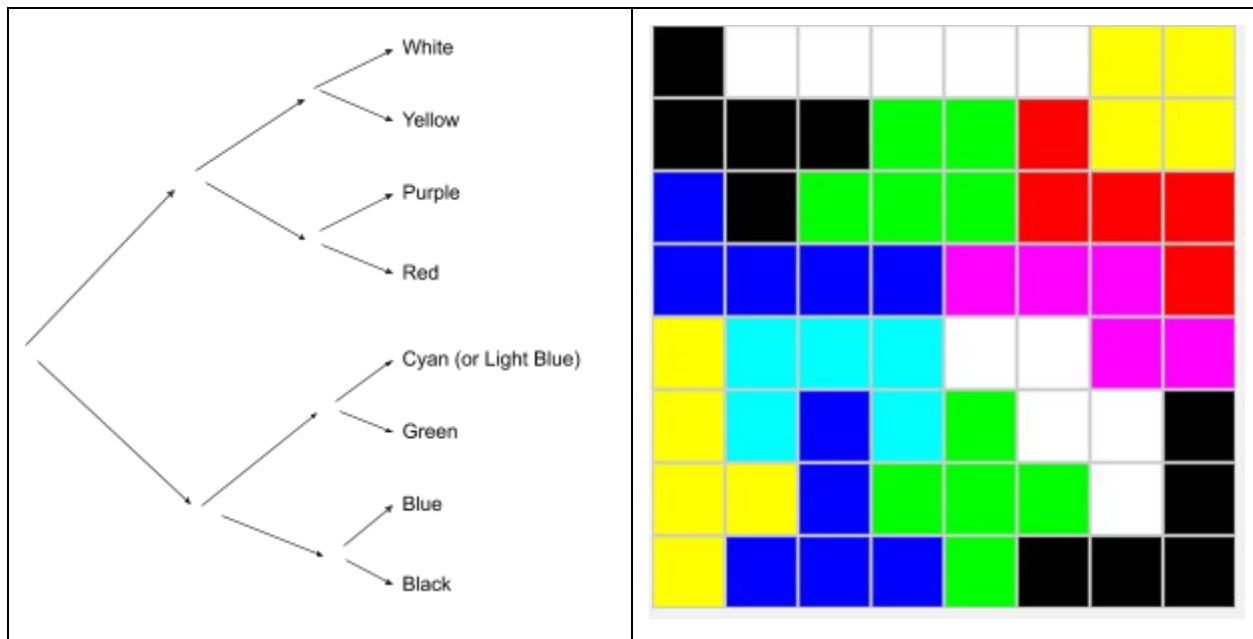 White
Yellow
Purple
Red
Cyan (or Light Blue)
Green
Blue
Black